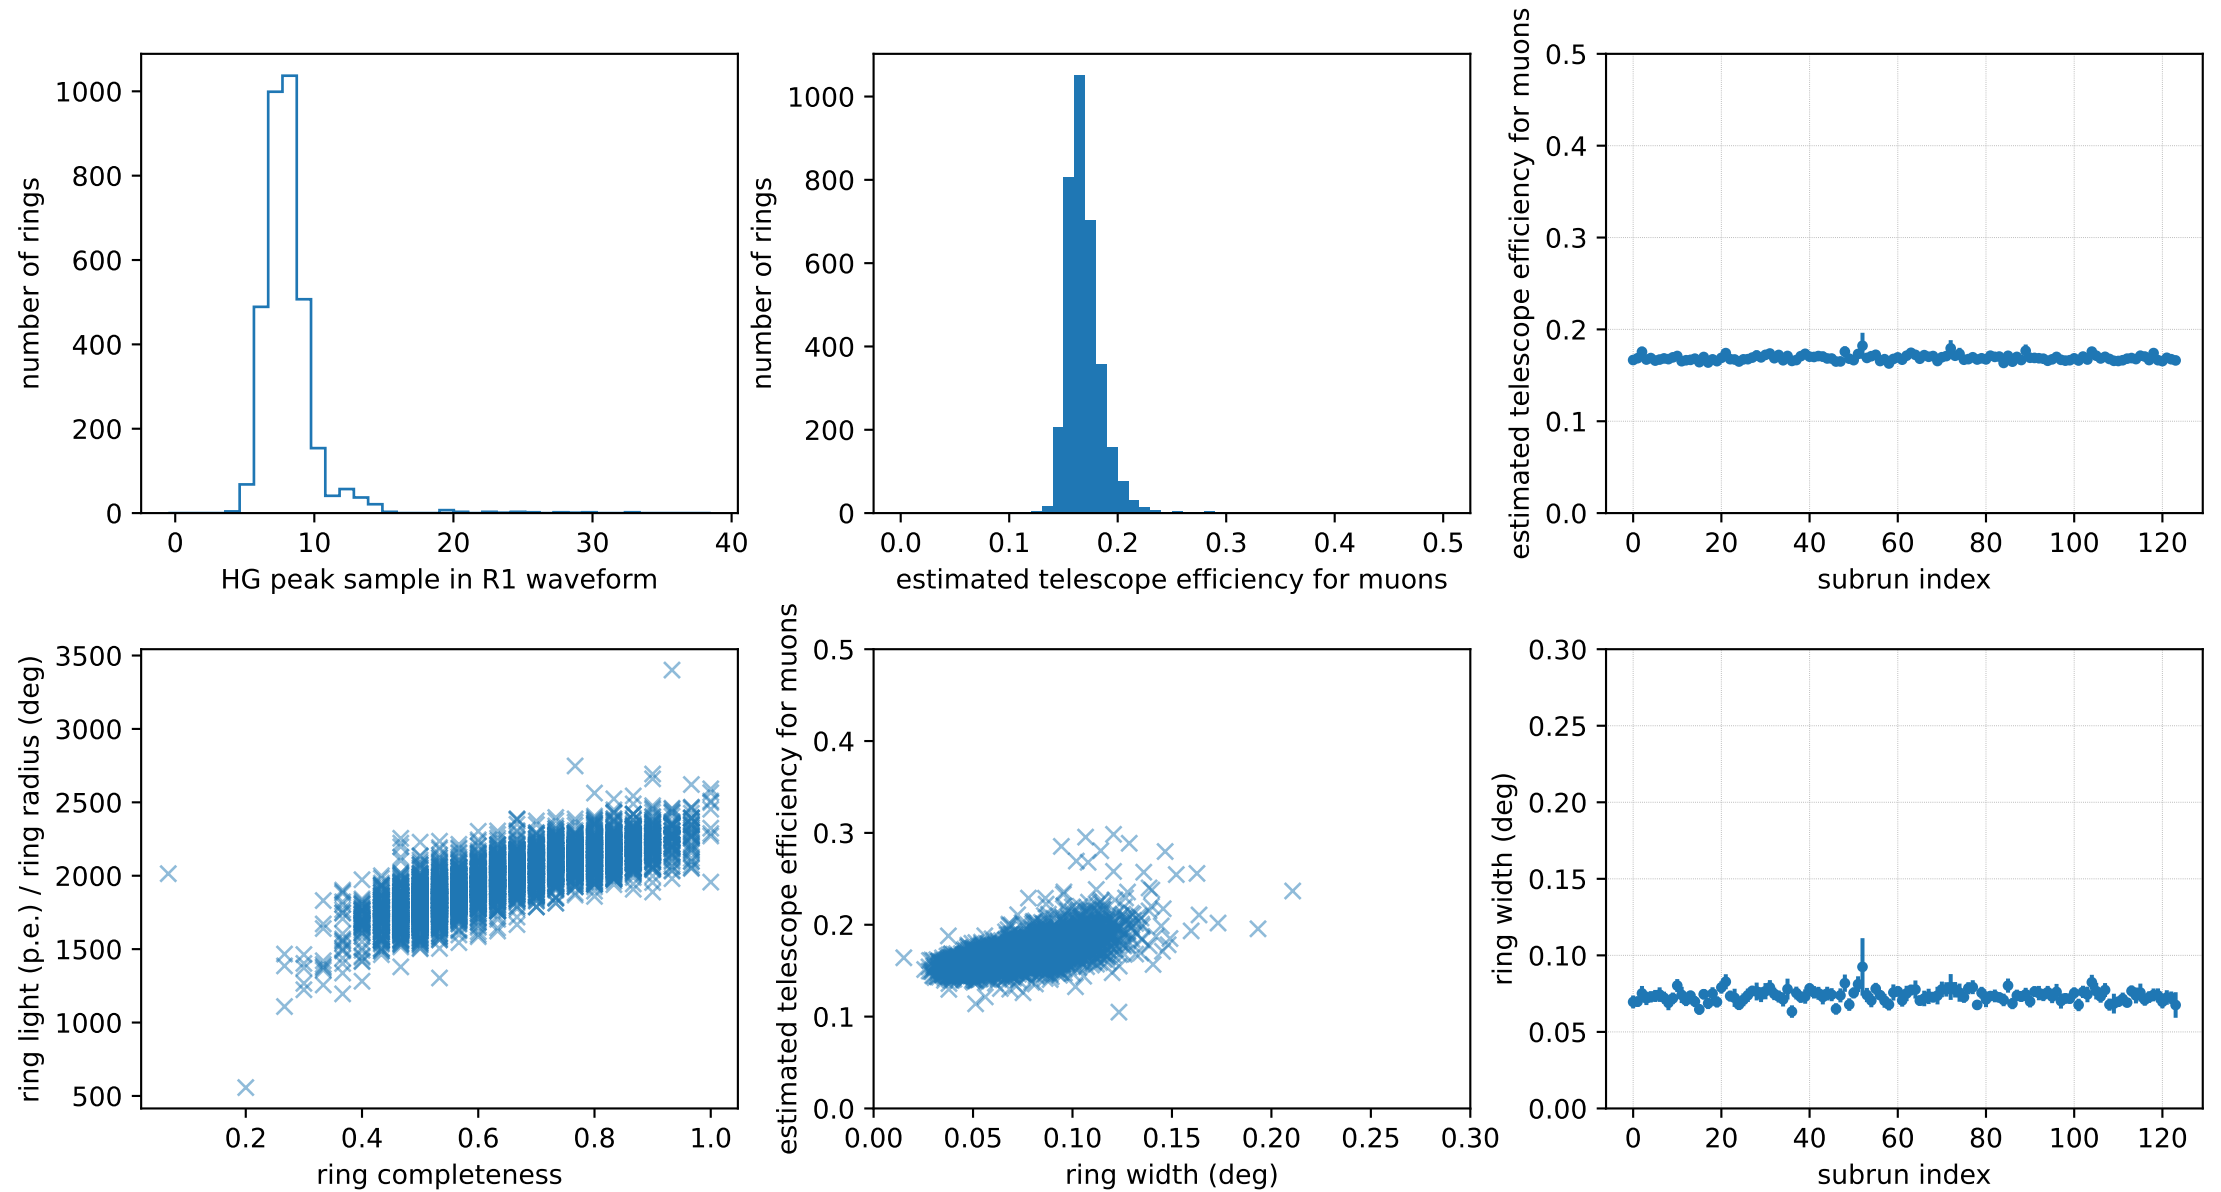 number of rings
1000
800
600
400
200
0
0 10 20 30 40
HG peak sample in R1 waveform
number of rings
1000
800
600
400
200
0
0.0 0.1 0.2 0.3 0.4 0.5
estimated telescope efficiency for muons
estimated telescope efficiency for muons
0.5
0.4
0.3
0.2
0.1
0.0
0 20 40 60 80 100 120
subrun index
ring light (p.e.) / ring radius (deg)
3500
3000
2500
2000
1500
1000
500
0.2 0.4 0.6 0.8 1.0
ring completeness
estimated telescope efficiency for muons
0.5
0.4
0.3
0.2
0.1
0.0
0.00 0.05 0.10 0.15 0.20 0.25 0.30
ring width (deg)
ring width (deg)
0.30
0.25
0.20
0.15
0.10
0.05
0.00
0 20 40 60 80 100 120
subrun index